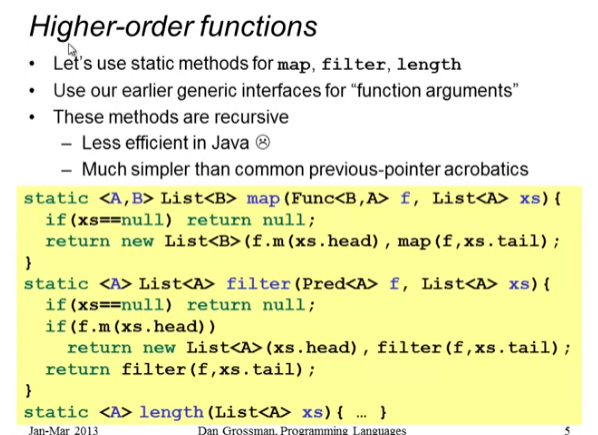 Higher-order functions
• Let's use static methods for map, filter, length
• Use our earlier generic interfaces for "function arguments"
• These methods are recursive
– Less efficient in Java ☹
– Much simpler than common previous-pointer acrobatics
static <A,B> List<B> map(Func<B,A> f, List<A> xs){
if(xs==null) return null;
return new List<B>(f.m(xs.head), map(f,xs.tail);
}
static <A> List<A> filter(Pred<A> f, List<A> xs){
if(xs==null) return null;
if(f.m(xs.head))
return new List<A>(xs.head), filter(f,xs.tail);
return filter(f,xs.tail);
}
static <A> length(List<A> xs){ … }
Jan-Mar 2013 Dan Grossman, Programming Languages 5